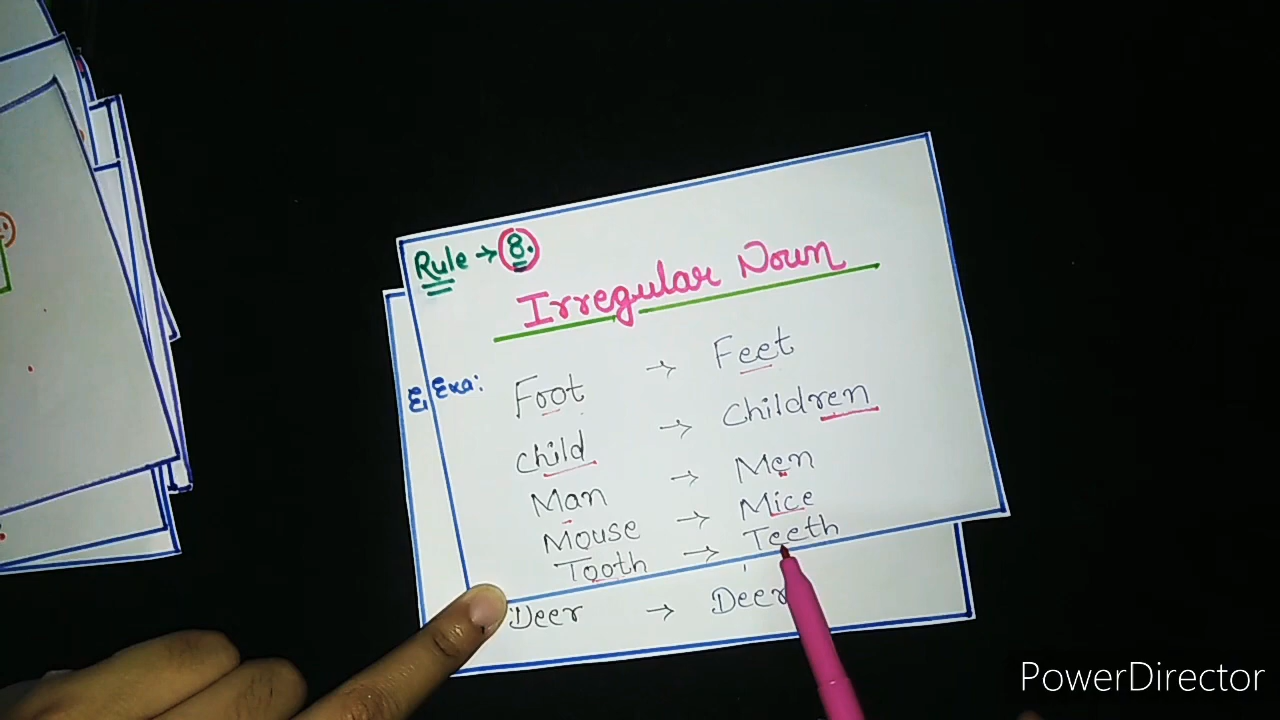 Rule → 8.
Irregular Noun
Exa:
Foot → Feet
Child → Children
Man → Men
Mouse → Mice
Tooth → Teeth
Deer → Deer
PowerDirector